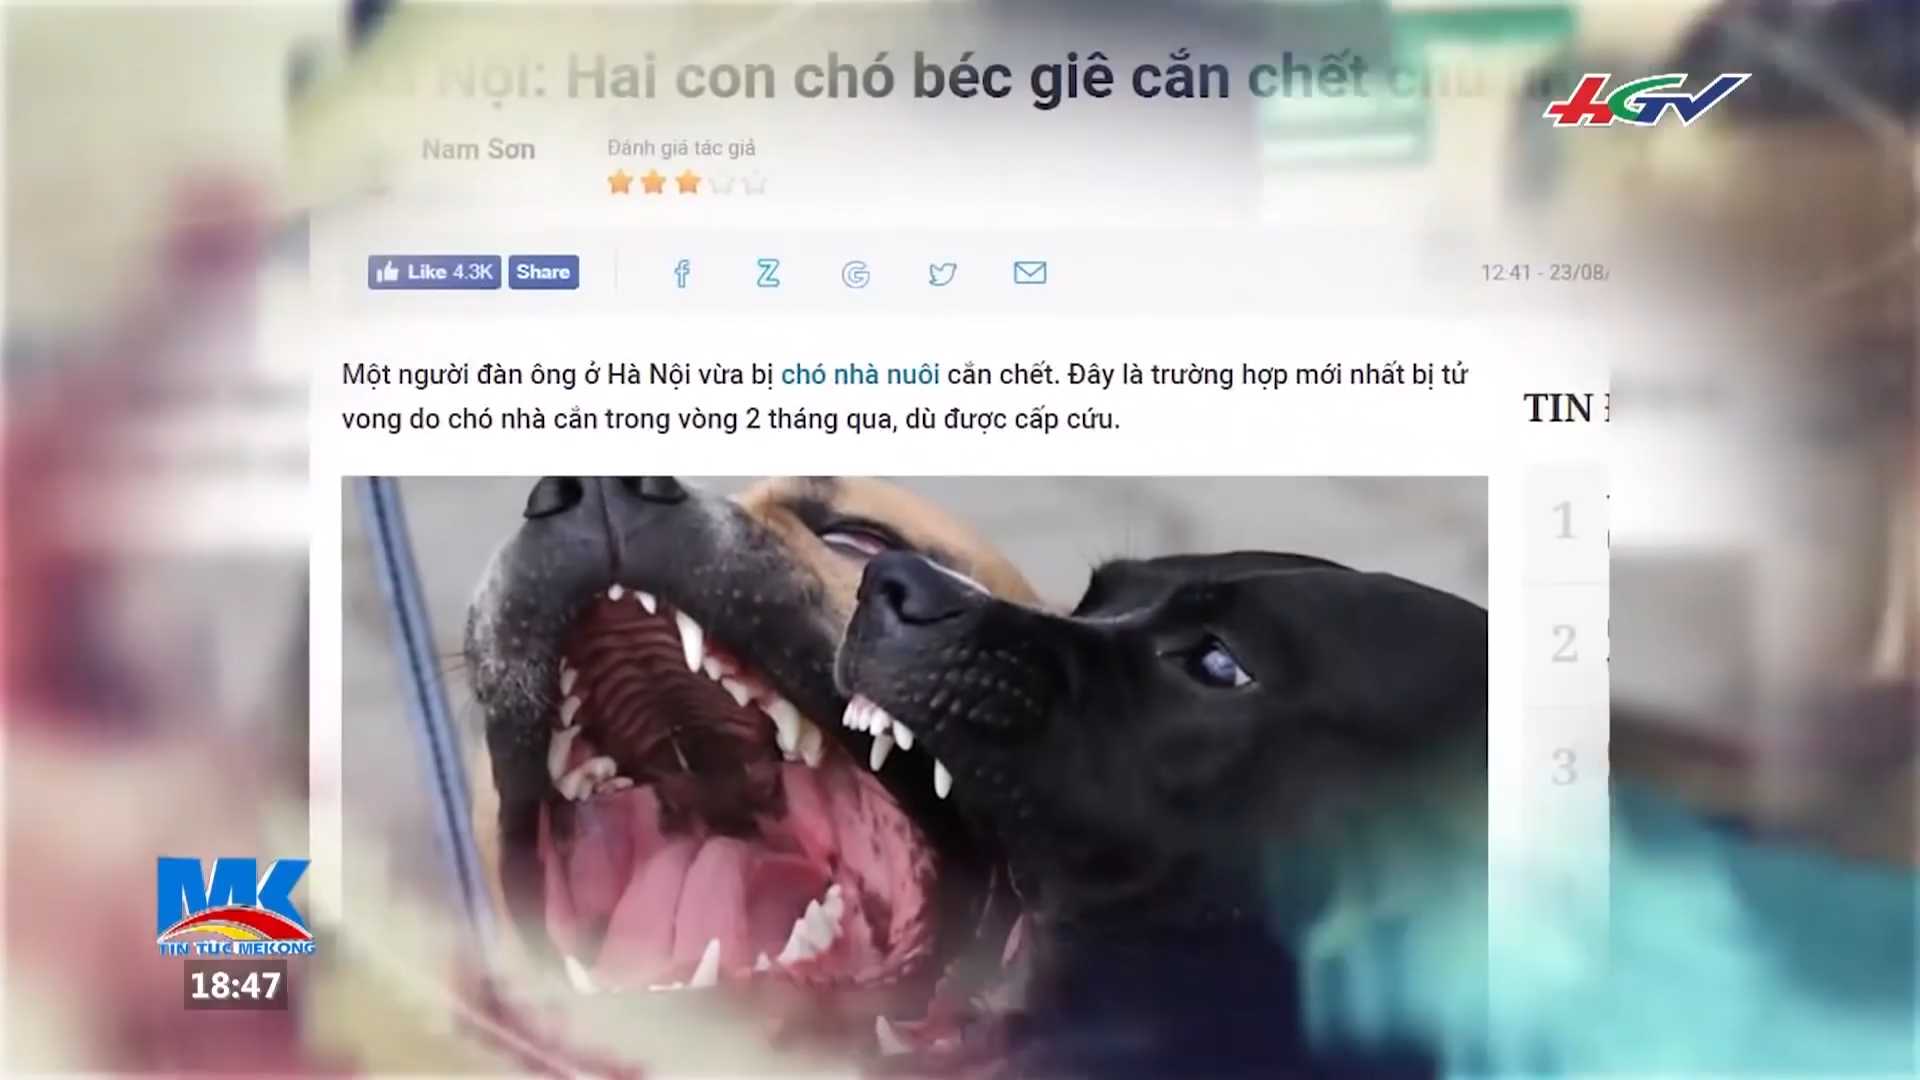 Nội: Hai con chó béc giê cắn chết chủ
HGV
Nam Sơn
Đánh giá tác giả
Like 4.3K
Share
12:41 - 23/08/
Một người đàn ông ở Hà Nội vừa bị chó nhà nuôi cắn chết. Đây là trường hợp mới nhất bị tử
vong do chó nhà cắn trong vòng 2 tháng qua, dù được cấp cứu.
TIN
1
2
3
MK
TIN TỨC MEKONG
18:47